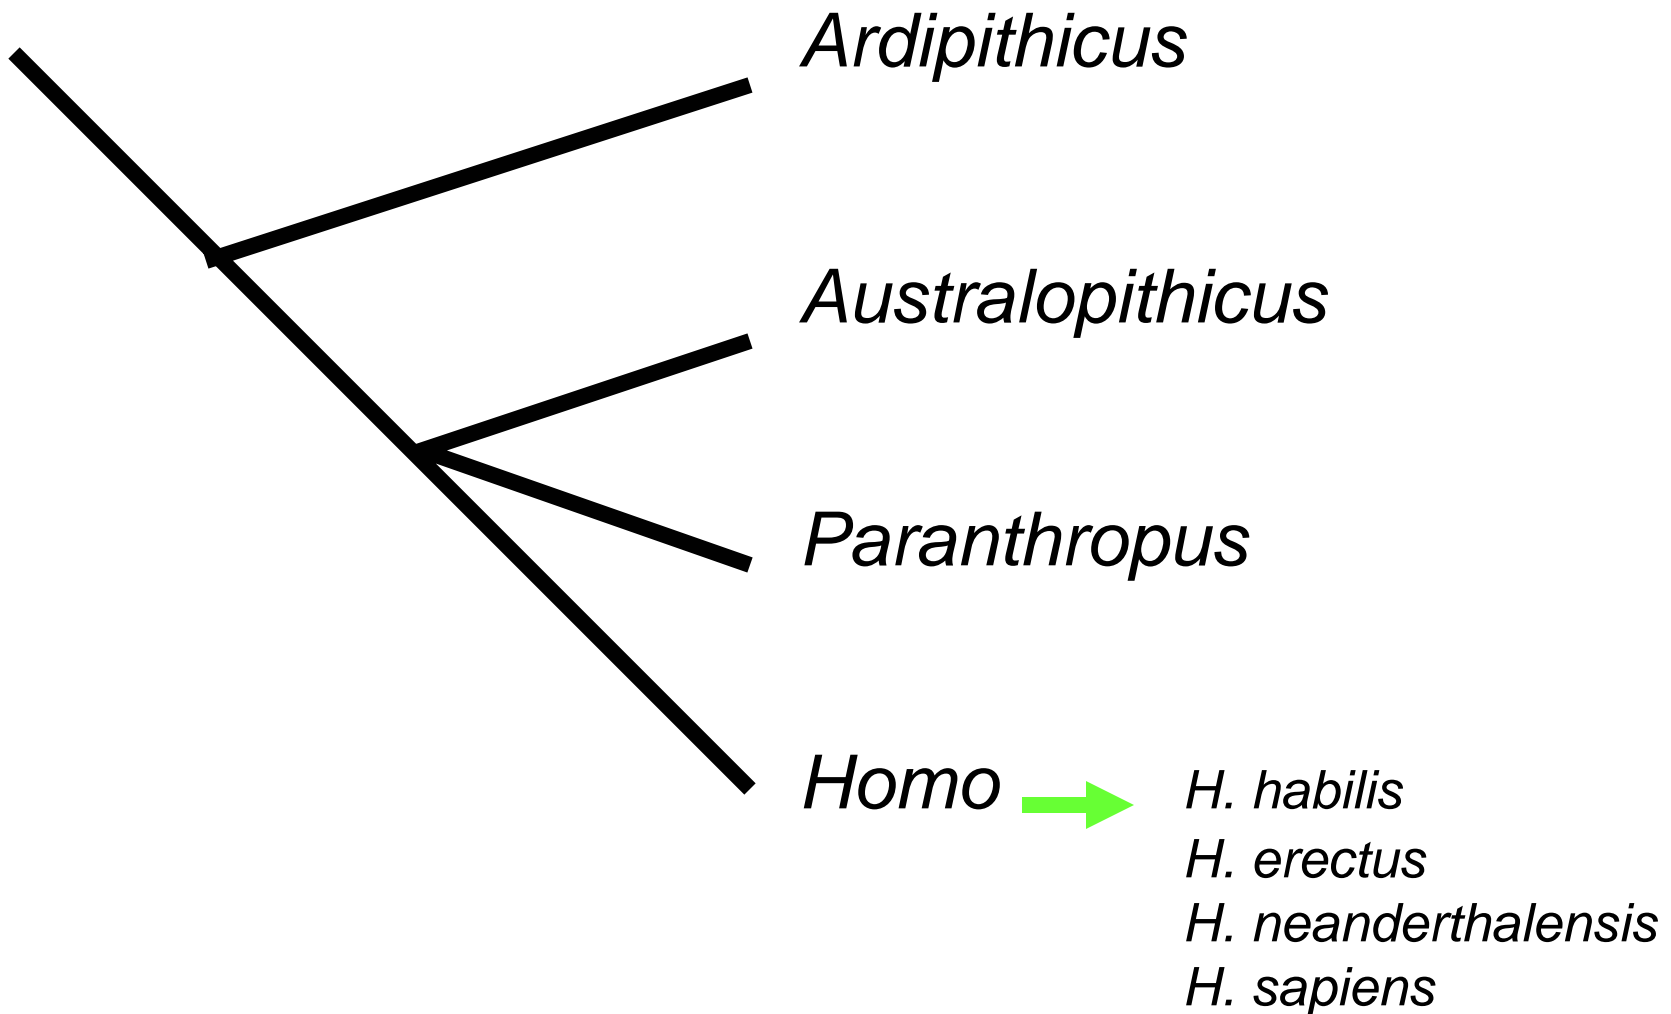 Ardipithicus
Australopithicus
Paranthropus
Homo
H. habilis
H. erectus
H. neanderthalensis
H. sapiens